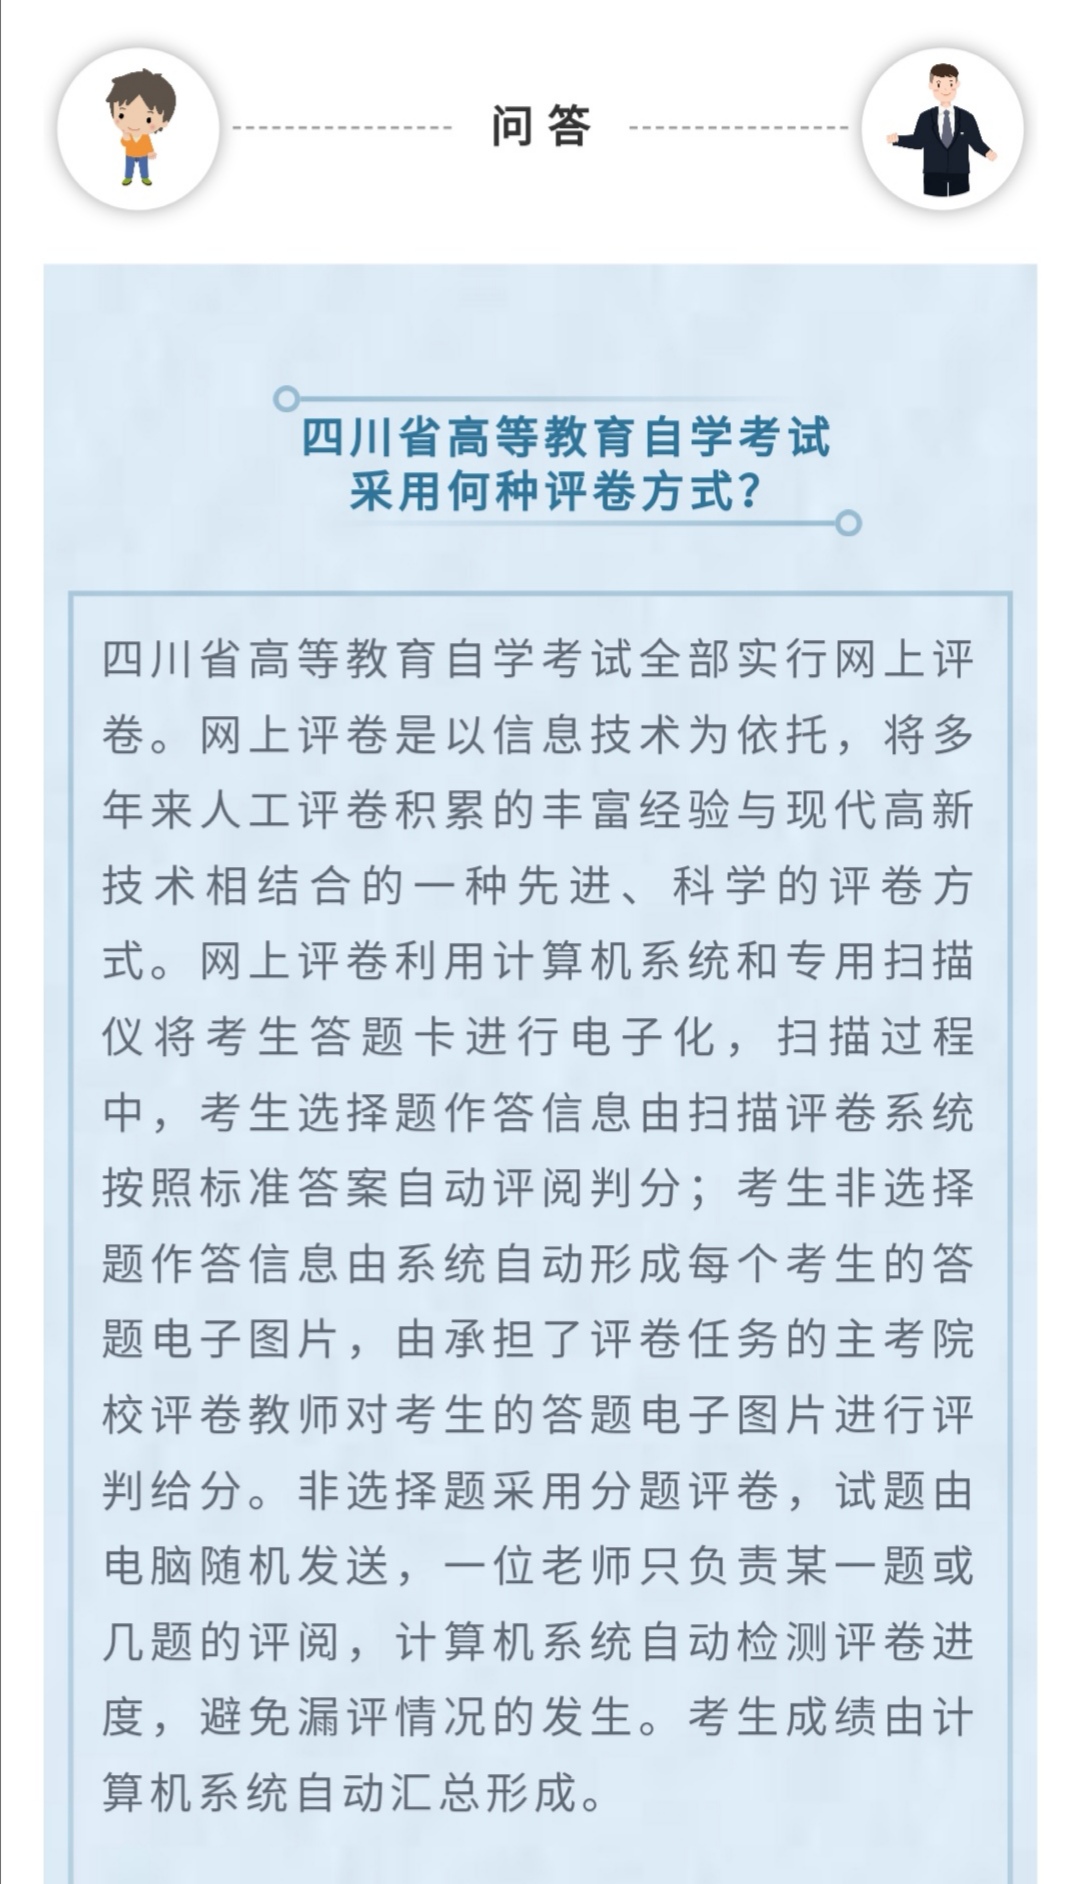 问答
四川省高等教育自学考试
采用何种评卷方式？
四川省高等教育自学考试全部实行网上评
卷。网上评卷是以信息技术为依托，将多
年来人工评卷积累的丰富经验与现代高新
技术相结合的一种先进、科学的评卷方
式。网上评卷利用计算机系统和专用扫描
仪将考生答题卡进行电子化，扫描过程
中，考生选择题作答信息由扫描评卷系统
按照标准答案自动评阅判分；考生非选择
题作答信息由系统自动形成每个考生的答
题电子图片，由承担了评卷任务的主考院
校评卷教师对考生的答题电子图片进行评
判给分。非选择题采用分题评卷，试题由
电脑随机发送，一位老师只负责某一题或
几题的评阅，计算机系统自动检测评卷进
度，避免漏评情况的发生。考生成绩由计
算机系统自动汇总形成。